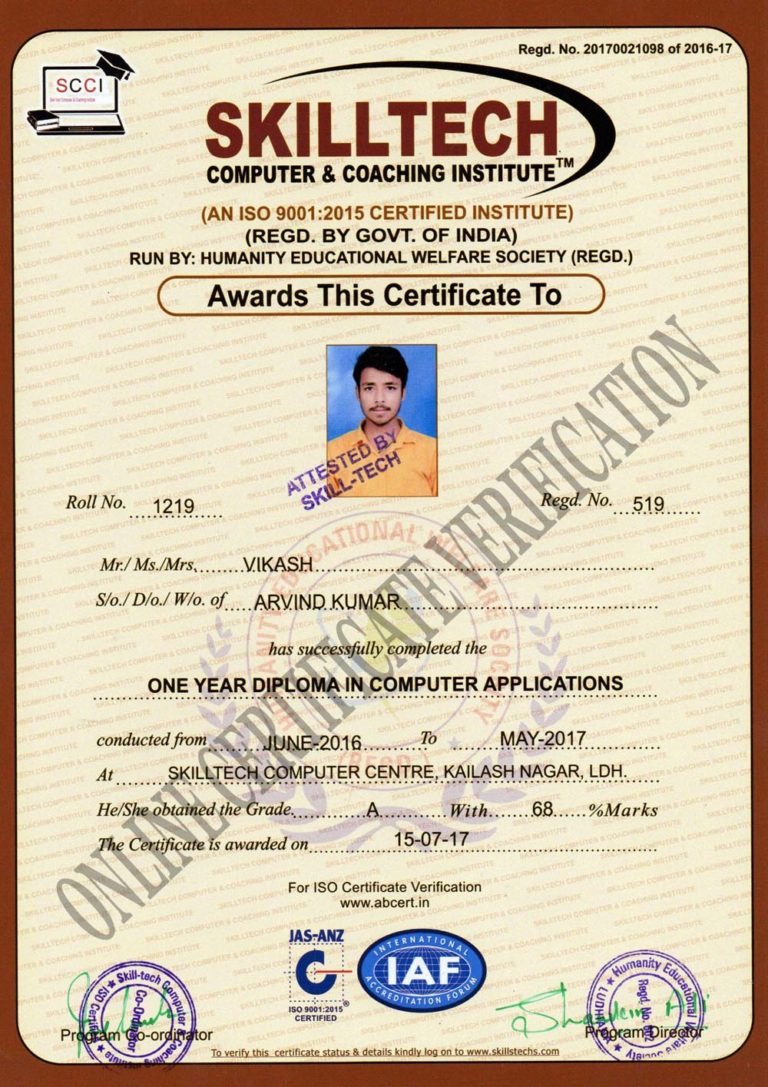 Regd. No. 20170021098 of 2016-17
SCCI
SKILLTECH
COMPUTER & COACHING INSTITUTE™
(AN ISO 9001:2015 CERTIFIED INSTITUTE)
(REGD. BY GOVT. OF INDIA)
RUN BY: HUMANITY EDUCATIONAL WELFARE SOCIETY (REGD.)
Awards This Certificate To
ATTESTED BY
SKILL-TECH
Roll No. 1219 Regd. No. 519
Mr./ Ms./Mrs. VIKASH
S/o./ D/o./ W/o. of ARVIND KUMAR
has successfully completed the
ONE YEAR DIPLOMA IN COMPUTER APPLICATIONS
conducted from JUNE-2016 To MAY-2017
At SKILLTECH COMPUTER CENTRE, KAILASH NAGAR, LDH.
He/She obtained the Grade A With 68 %Marks
The Certificate is awarded on 15-07-17
ONLINE CERTIFICATE VERIFICATION
For ISO Certificate Verification
www.abcert.in
JAS-ANZ
C
ISO 9001:2015
CERTIFIED
INTERNATIONAL
IAF
ACCREDITATION FORUM
Skill-tech Computer
Co-Ordinator
Program Co-ordinator
Humanity Educational Welfare Society
LUDHIANA
Program Director
To verify this certificate status & details kindly log on to www.skillstechs.com